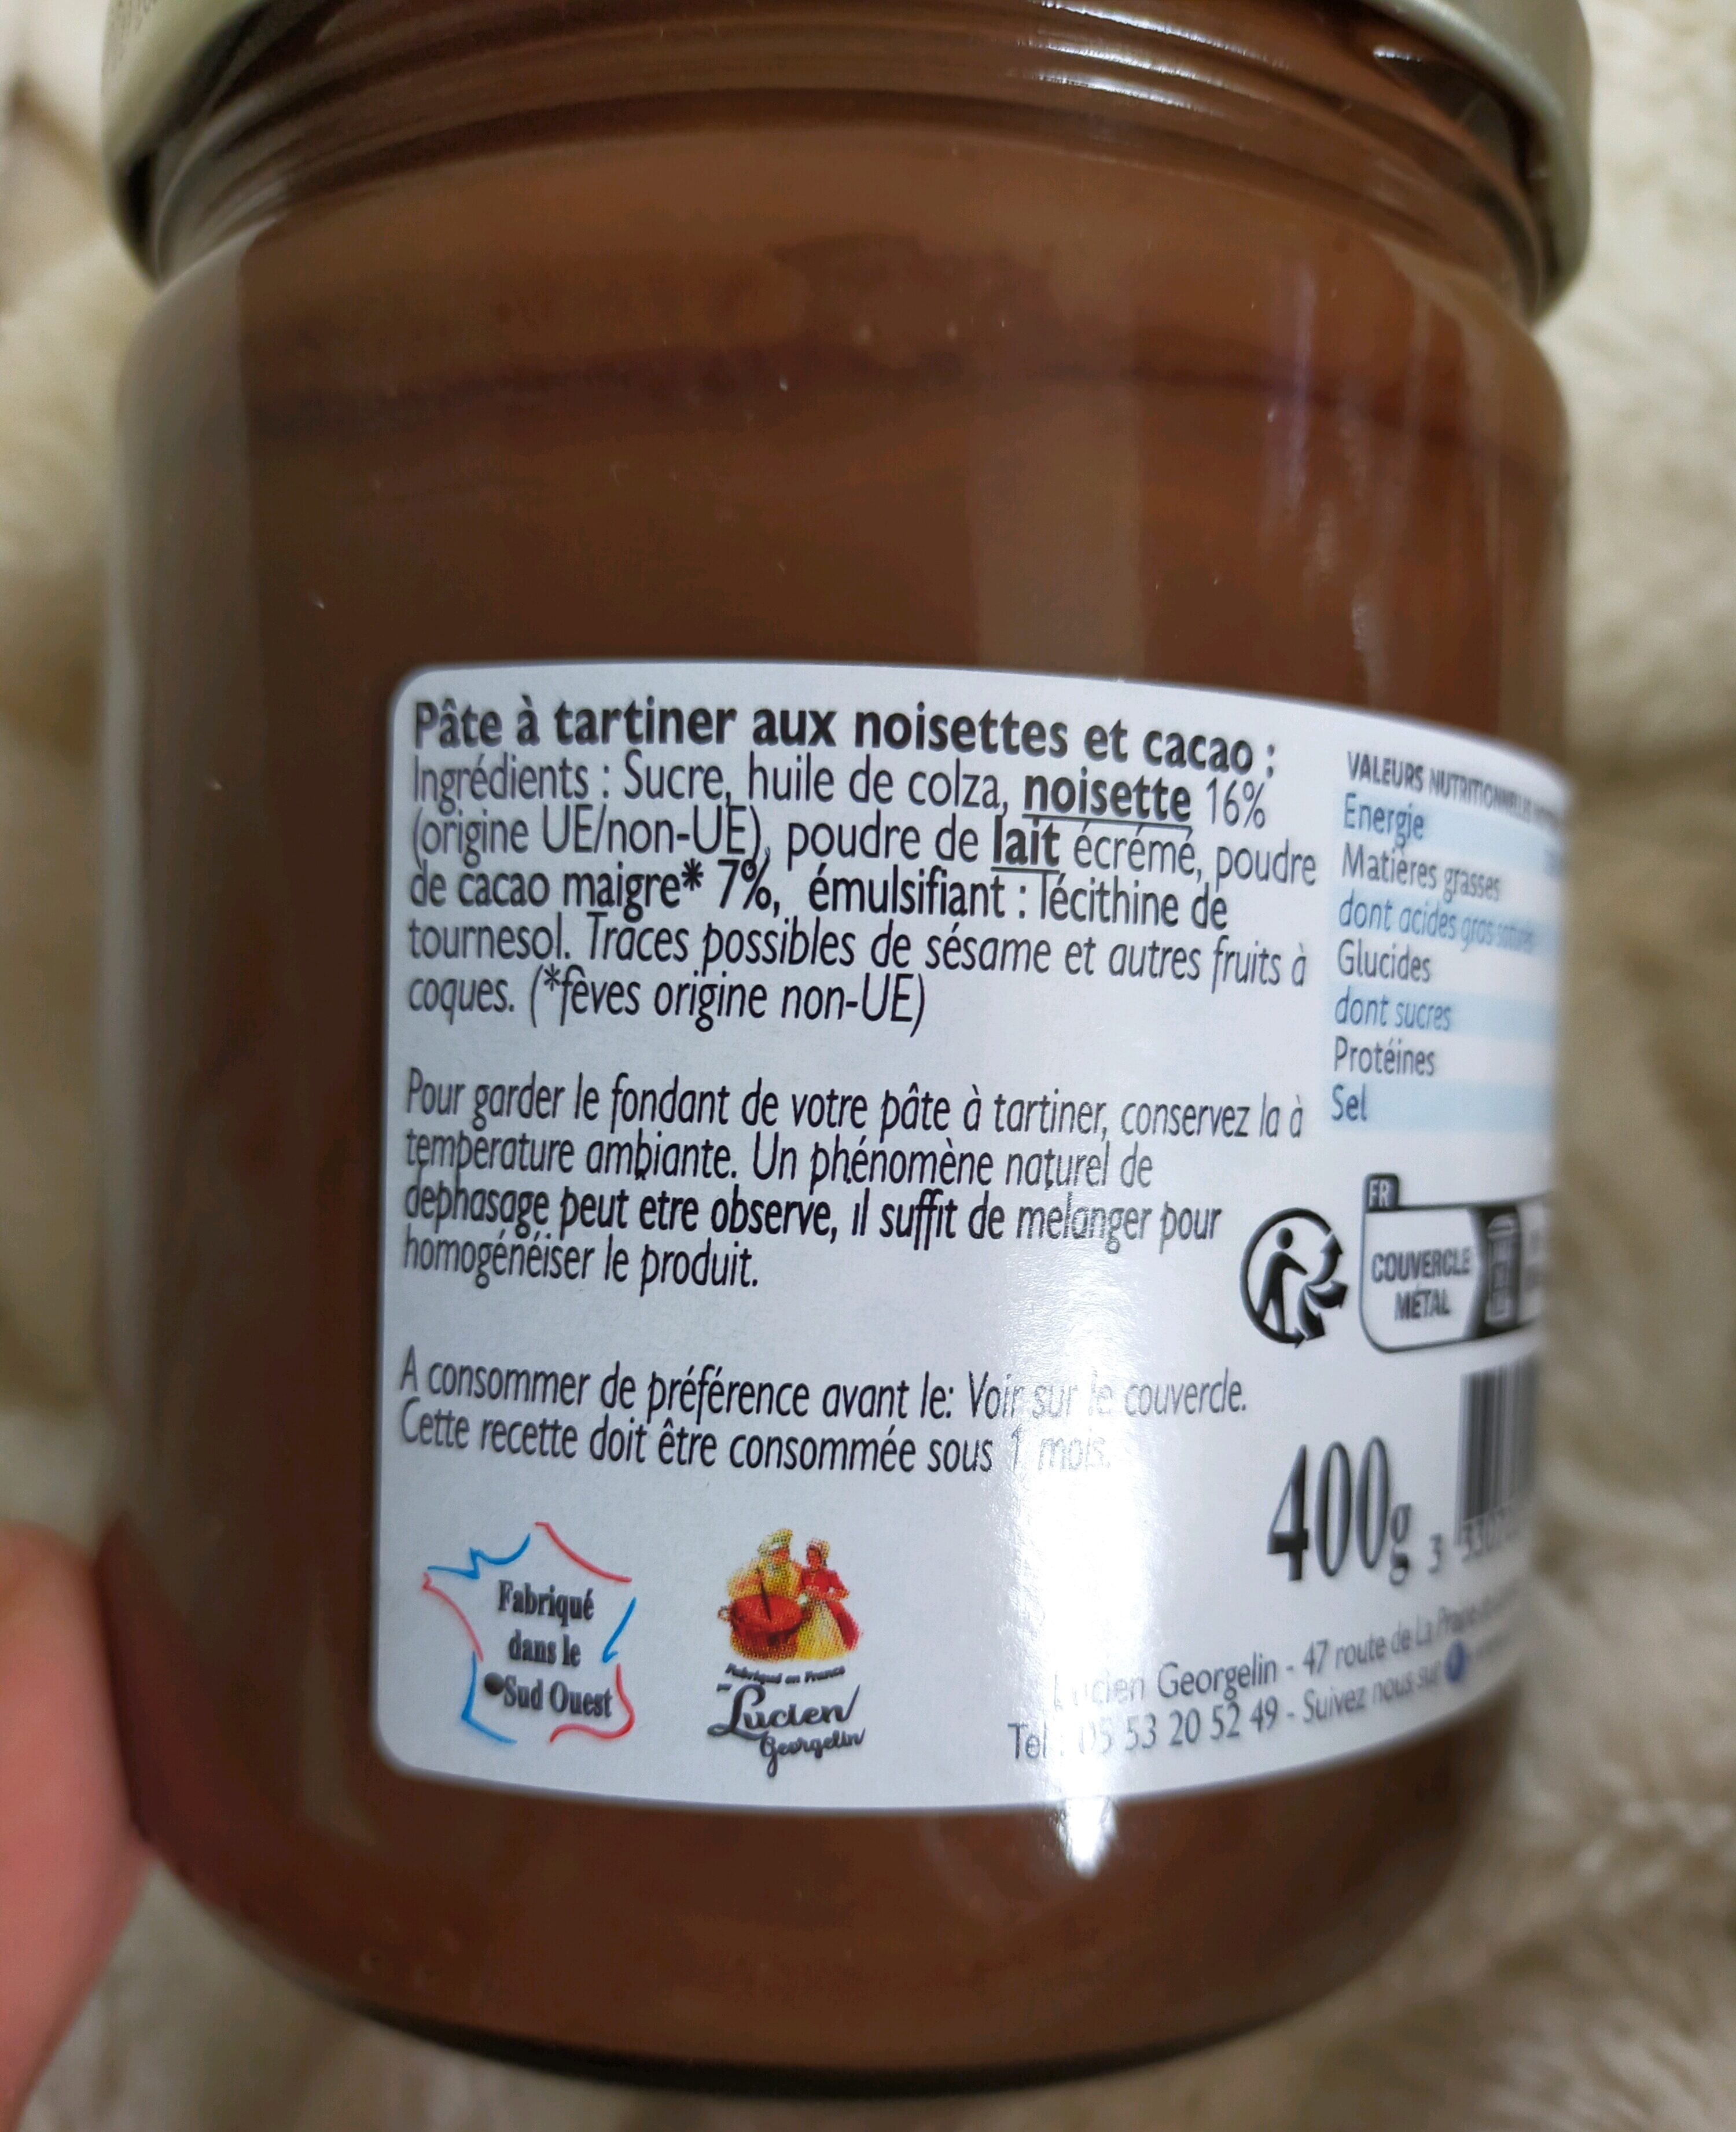 Pâte à tartiner aux noisettes et cacao :
Ingrédients : Sucre, huile de colza, noisette 16%
(origine UE/non-UE), poudre de lait écrémé, poudre
de cacao maigre* 7%, émulsifiant : lécithine de
tournesol. Traces possibles de sésame et autres fruits à
coques. (*fèves origine non-UE)
Pour garder le fondant de votre pâte à tartiner, conservez la à
température ambiante. Un phénomène naturel de
dephasage peut etre observe, il suffit de melanger pour
homogénéiser le produit.
A consommer de préférence avant le: Voir sur le couvercle.
Cette recette doit être consommée sous 1 mois.
VALEURS NUTRITIONNELLES
Energie
Matières grasses
dont acides gras saturés
Glucides
dont sucres
Protéines
Sel
FR
COUVERCLE
MÉTAL
400g
3
Fabriqué
dans le
Sud Ouest
Fabriqué en France
Lucien
Georgelin
Lucien Georgelin - 47 route de La
Tel : 05 53 20 52 49 - Suivez nous sur